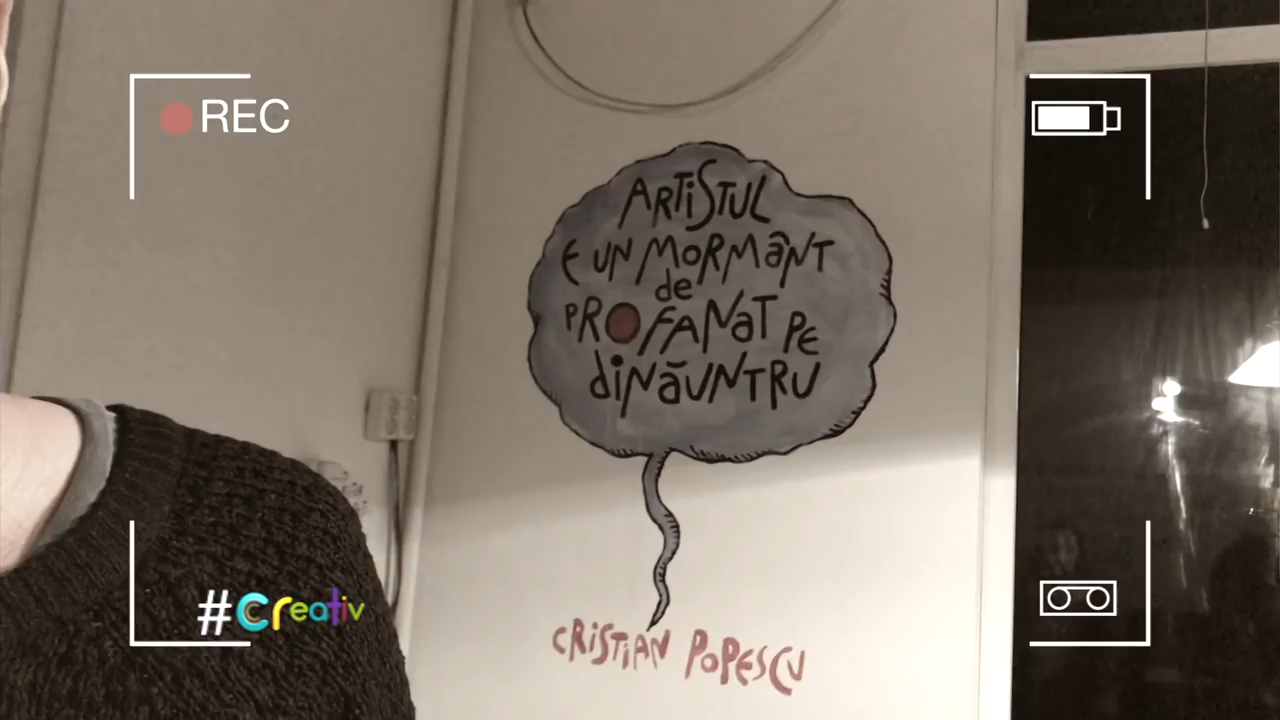 REC
ARTiSTUL
E UN MORMâNT
de
PROFANaT PE
diNăUNTRU
CRiSTiAN POPESCU
#Creativ